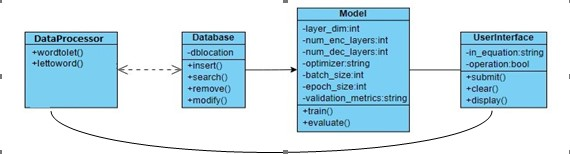 DataProcessor
+wordtolet()
+lettoword()
Database
-dblocation
+insert()
+search()
+remove()
+modify()
Model
-layer_dim:int
-num_enc_layers:int
-num_dec_layers:int
-optimizer:string
-batch_size:int
-epoch_size:int
-validation_metrics:string
+train()
+evaluate()
UserInterface
-in_equation:string
-operation:bool
+submit()
+clear()
+display()